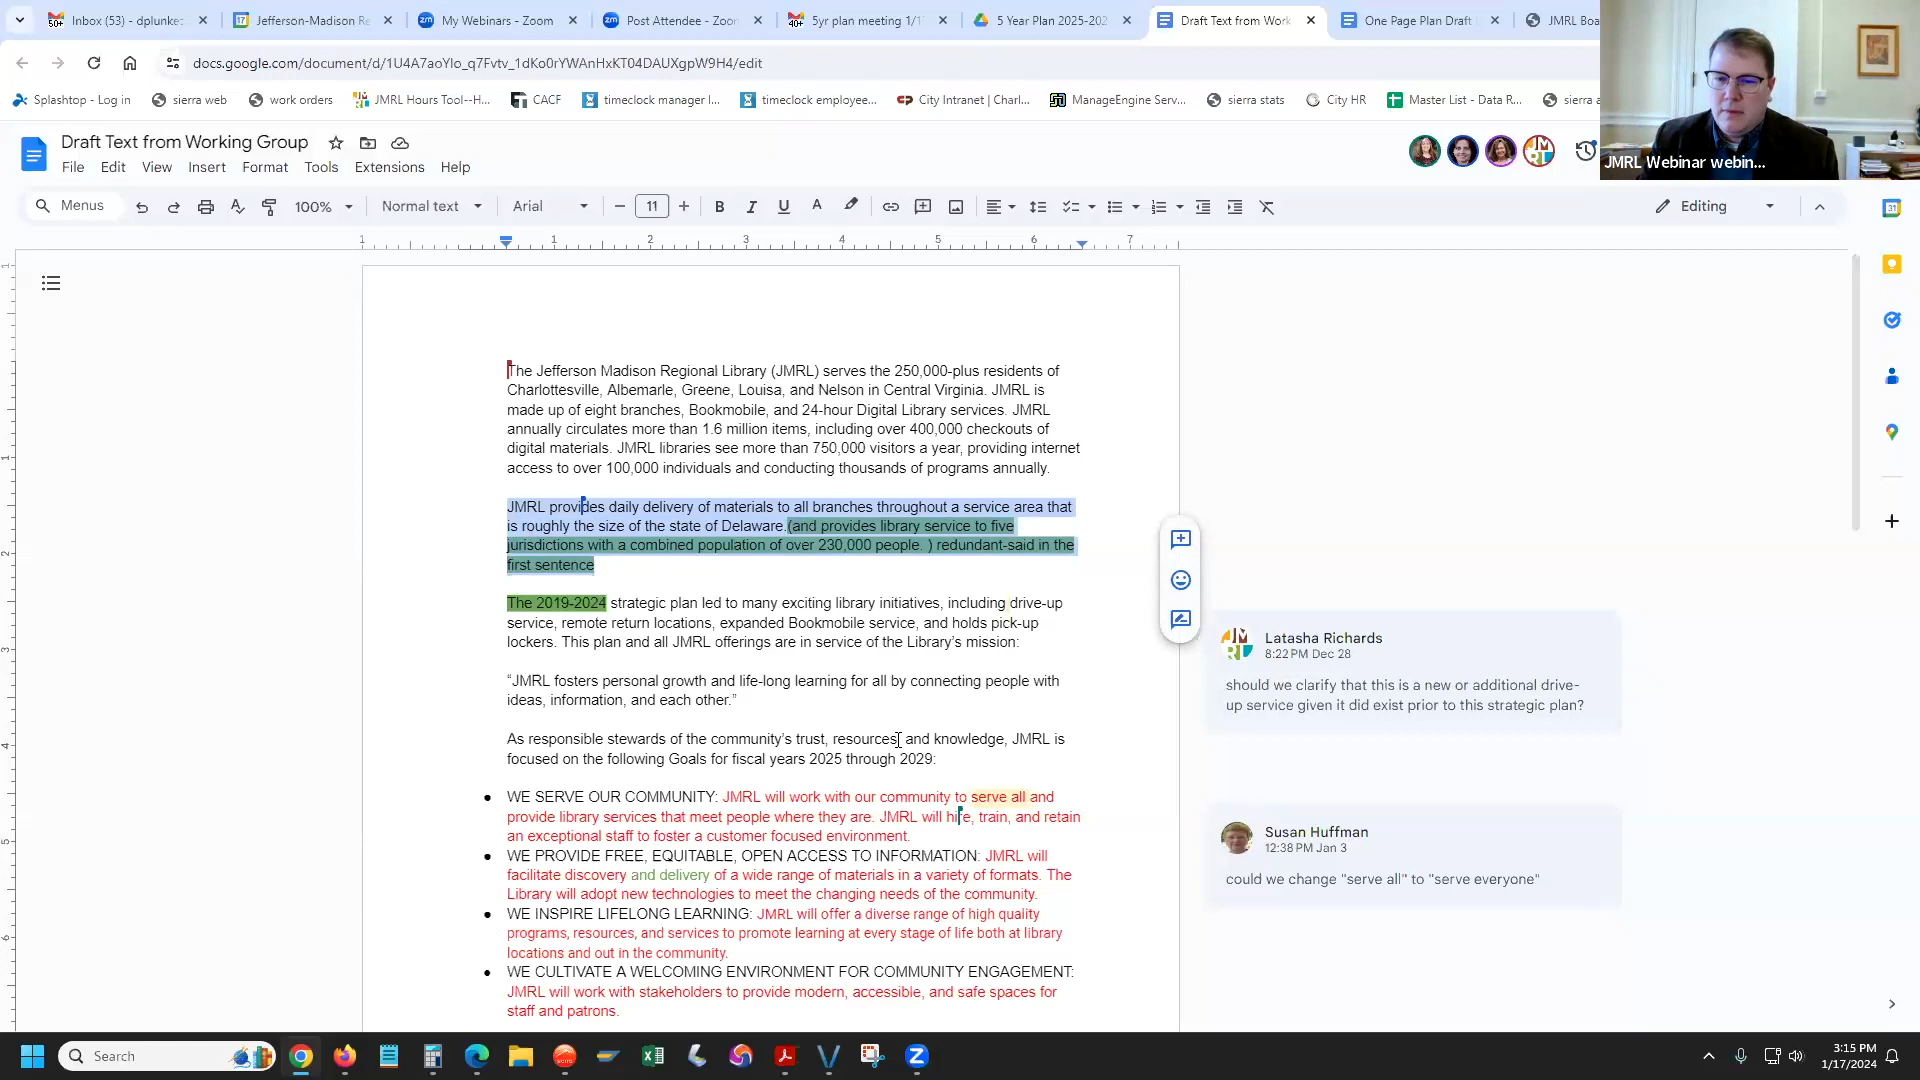 Inbox (53) - dplunke
Jefferson-Madison Re
My Webinars - Zoom
Post Attendee - Zoom
5yr plan meeting 1/1
5 Year Plan 2025-202
Draft Text from Work
One Page Plan Draft
JMRL Boa
docs.google.com/document/d/1U4A7aoYlo_q7Fvtv_1dKo0rYWAnHxKT04DAUXgpW9H4/edit
Splashtop - Log in
sierra web
work orders
JMRL Hours Tool--H...
CACF
timeclock manager l...
timeclock employee...
City Intranet | Charl...
ManageEngine Serv...
sierra stats
City HR
Master List - Data R...
sierra a
Draft Text from Working Group
File Edit View Insert Format Tools Extensions Help
JMRL Webinar webin...
Menus 100% Normal text Arial 11 Editing
The Jefferson Madison Regional Library (JMRL) serves the 250,000-plus residents of
Charlottesville, Albemarle, Greene, Louisa, and Nelson in Central Virginia. JMRL is
made up of eight branches, Bookmobile, and 24-hour Digital Library services. JMRL
annually circulates more than 1.6 million items, including over 400,000 checkouts of
digital materials. JMRL libraries see more than 750,000 visitors a year, providing internet
access to over 100,000 individuals and conducting thousands of programs annually.
JMRL provides daily delivery of materials to all branches throughout a service area that
is roughly the size of the state of Delaware.(and provides library service to five
jurisdictions with a combined population of over 230,000 people. ) redundant-said in the
first sentence
The 2019-2024 strategic plan led to many exciting library initiatives, including drive-up
service, remote return locations, expanded Bookmobile service, and holds pick-up
lockers. This plan and all JMRL offerings are in service of the Library's mission:
“JMRL fosters personal growth and life-long learning for all by connecting people with
ideas, information, and each other.”
As responsible stewards of the community's trust, resources, and knowledge, JMRL is
focused on the following Goals for fiscal years 2025 through 2029:
● WE SERVE OUR COMMUNITY: JMRL will work with our community to serve all and
provide library services that meet people where they are. JMRL will hire, train, and retain
an exceptional staff to foster a customer focused environment.
● WE PROVIDE FREE, EQUITABLE, OPEN ACCESS TO INFORMATION: JMRL will
facilitate discovery and delivery of a wide range of materials in a variety of formats. The
Library will adopt new technologies to meet the changing needs of the community.
● WE INSPIRE LIFELONG LEARNING: JMRL will offer a diverse range of high quality
programs, resources, and services to promote learning at every stage of life both at library
locations and out in the community.
● WE CULTIVATE A WELCOMING ENVIRONMENT FOR COMMUNITY ENGAGEMENT:
JMRL will work with stakeholders to provide modern, accessible, and safe spaces for
staff and patrons.
Latasha Richards
8:22 PM Dec 28
should we clarify that this is a new or additional drive-
up service given it did exist prior to this strategic plan?
Susan Huffman
12:38 PM Jan 3
could we change "serve all" to "serve everyone"
Search
3:15 PM
1/17/2024